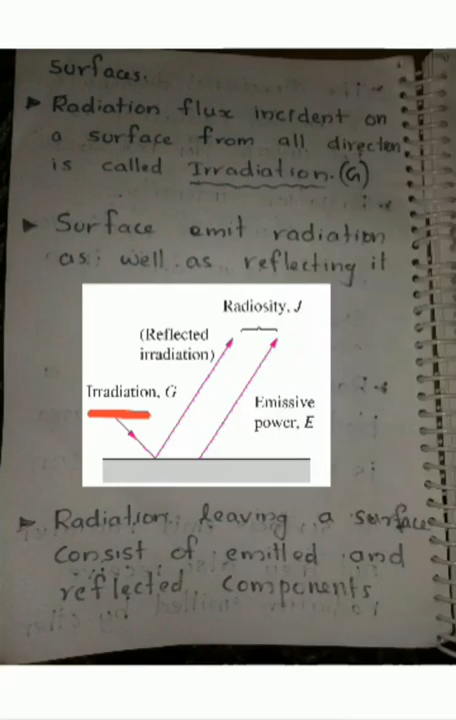 surfaces.
➤ Radiation flux incident on
a surface from all direction
is called Irradiation. (G)
➤ Surface emit radiation
as well as reflecting it
Radiosity, J
(Reflected
irradiation)
Irradiation, G
Emissive
power, E
➤ Radiation leaving a surface
consist of emitted and
reflected components